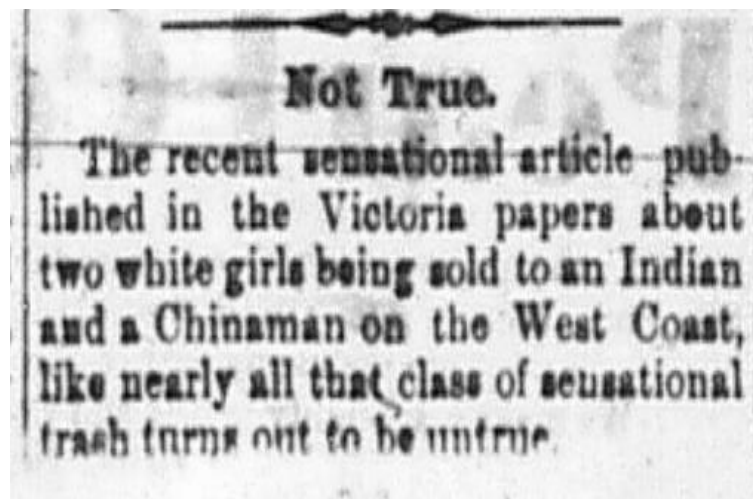 Not True.
The recent sensational article pub-
lished in the Victoria papers about
two white girls being sold to an Indian
and a Chinaman on the West Coast,
like nearly all that class of sensational
trash turns out to be untrue.